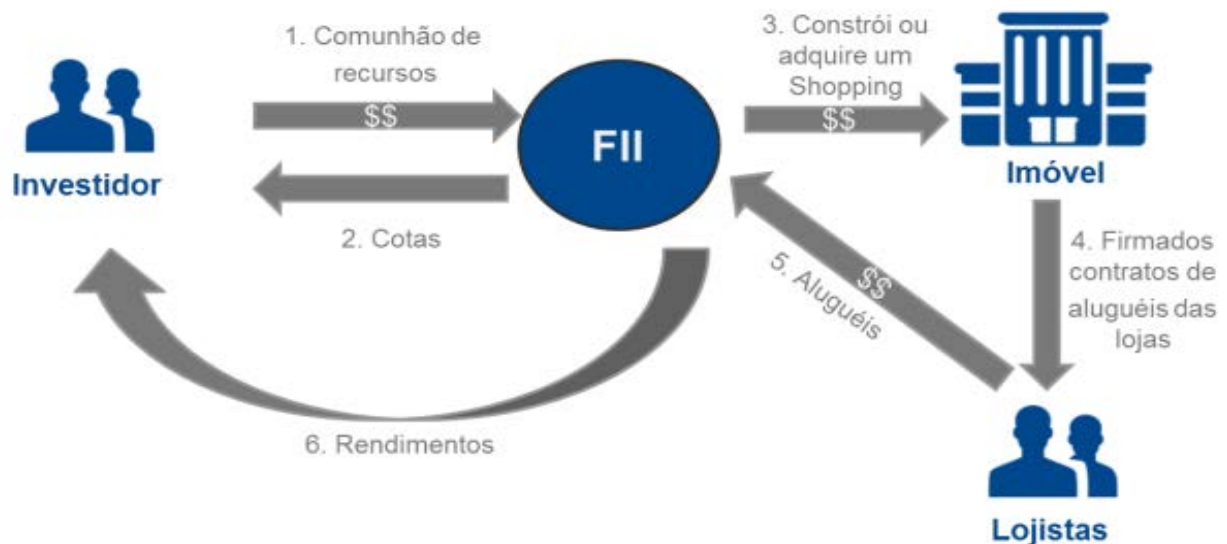 1. Comunhão de
recursos
$$
Investidor
2. Cotas
FII
3. Constrói ou
adquire um
Shopping
$$
Imóvel
4. Firmados
contratos de
aluguéis das
lojas
$$
5. Aluguéis
6. Rendimentos
Lojistas